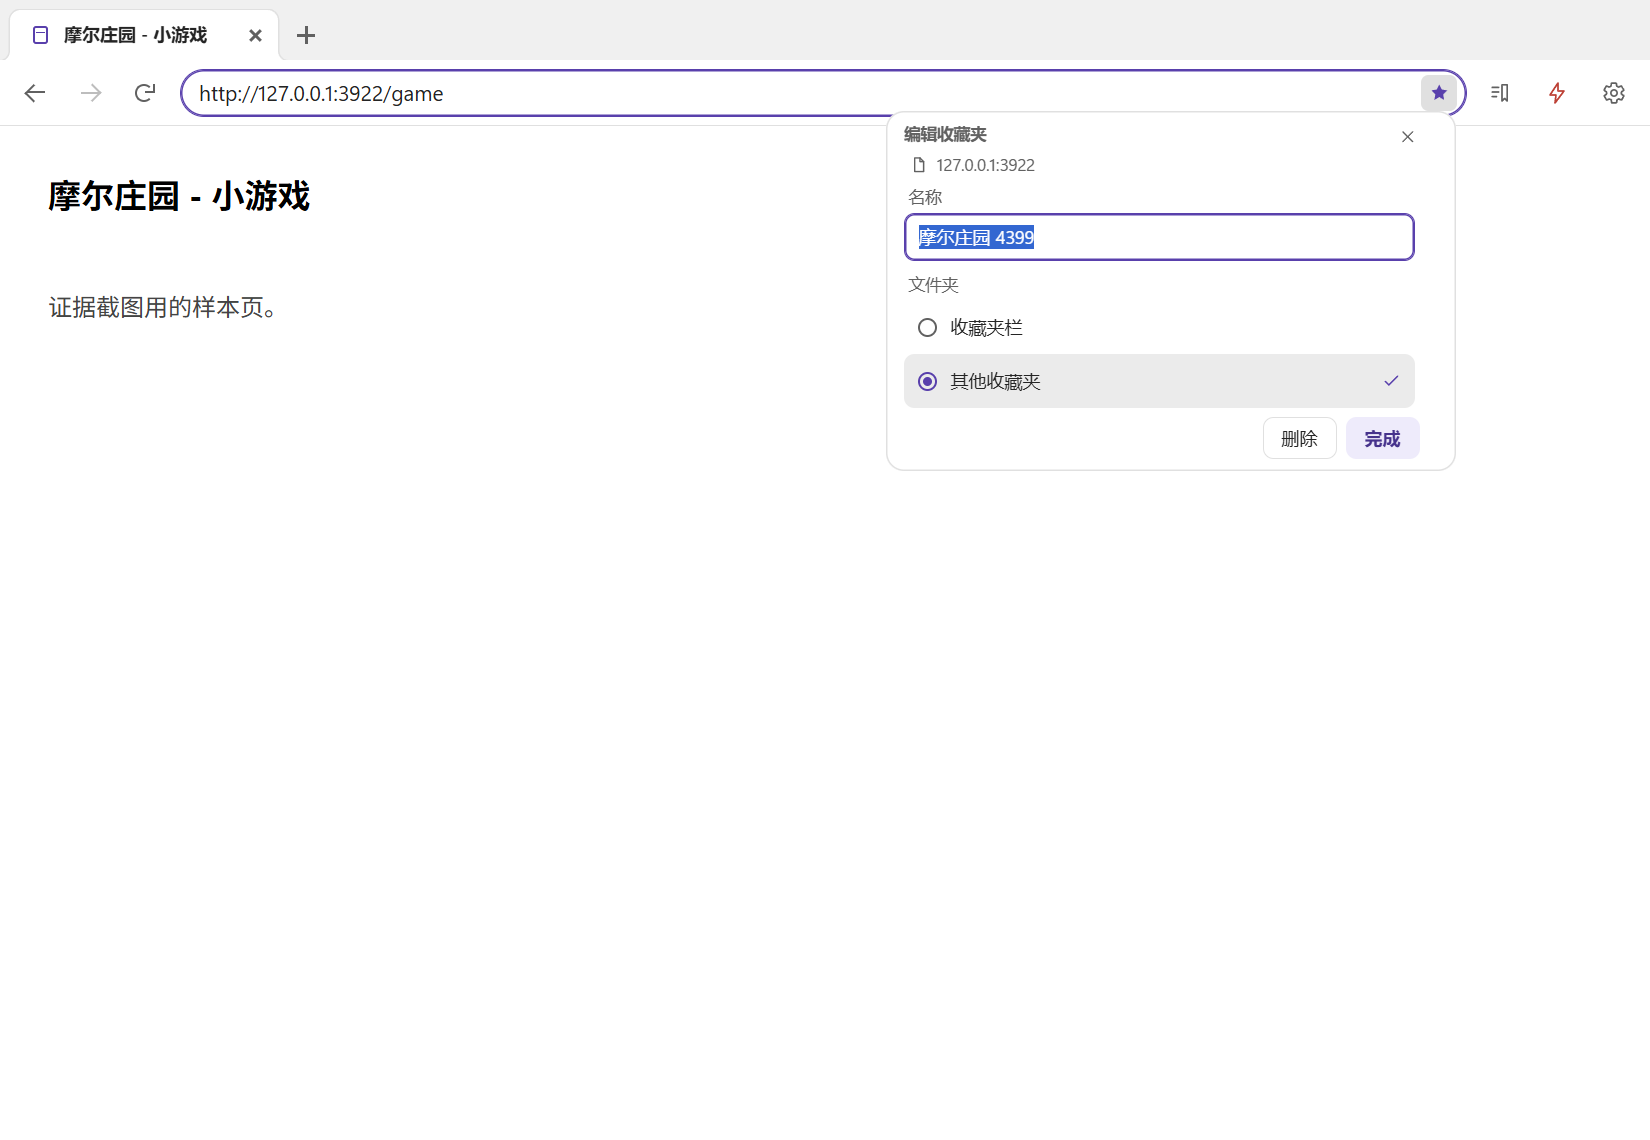 摩尔庄园 - 小游戏
http://127.0.0.1:3922/game
编辑收藏夹
127.0.0.1:3922
名称
摩尔庄园 4399
文件夹
收藏夹栏
其他收藏夹
删除 完成
摩尔庄园 - 小游戏
证据截图用的样本页。